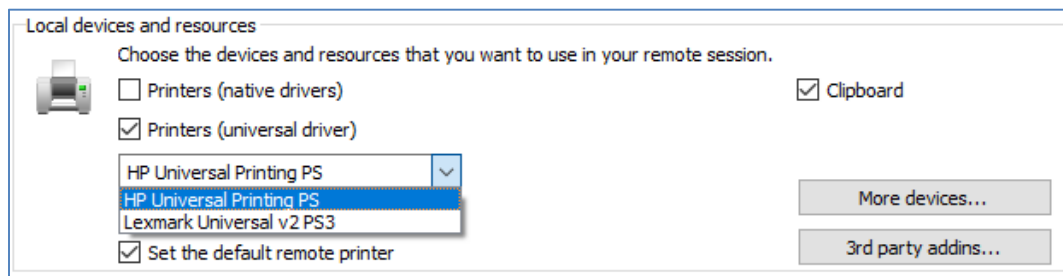 Local devices and resources
Choose the devices and resources that you want to use in your remote session.
Printers (native drivers)
Clipboard
Printers (universal driver)
HP Universal Printing PS
HP Universal Printing PS
More devices...
Lexmark Universal v2 PS3
Set the default remote printer
3rd party addins...